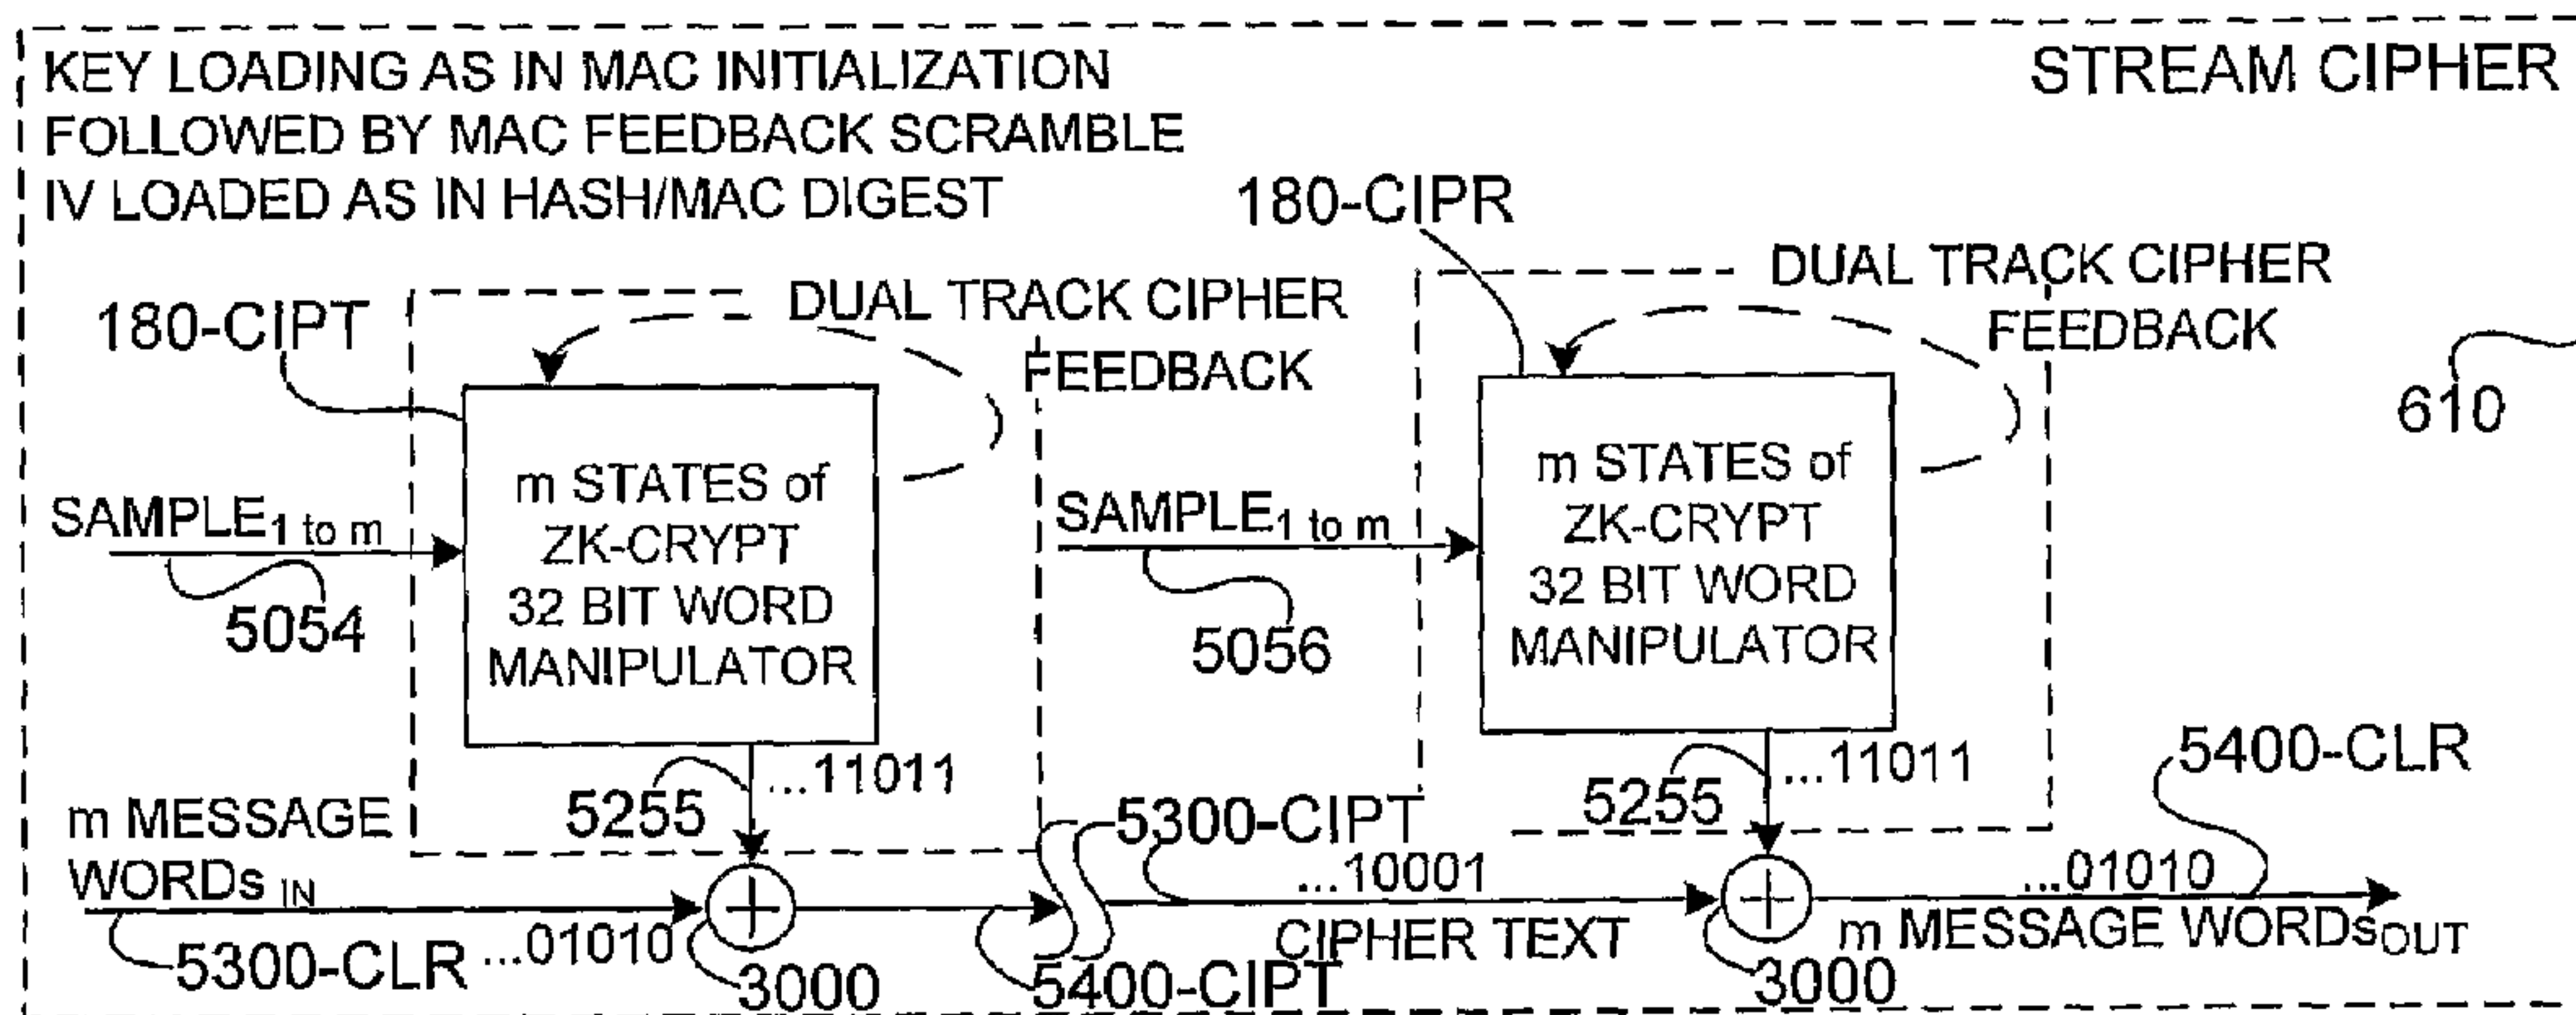 KEY LOADING AS IN MAC INITIALIZATION
FOLLOWED BY MAC FEEDBACK SCRAMBLE
IV LOADED AS IN HASH/MAC DIGEST
STREAM CIPHER
180-CIPR
DUAL TRACK CIPHER
FEEDBACK
180-CIPT
DUAL TRACK CIPHER
FEEDBACK
610
m STATES of
ZK-CRYPT
32 BIT WORD
MANIPULATOR
m STATES of
ZK-CRYPT
32 BIT WORD
MANIPULATOR
SAMPLE1 to m
5054
SAMPLE1 to m
5056
5255
...11011
5255
...11011
5400-CLR
m MESSAGE
WORDs IN
5300-CLR
...01010
3000
5400-CIPT
5300-CIPT
...10001
CIPHER TEXT
3000
...01010
m MESSAGE WORDsOUT